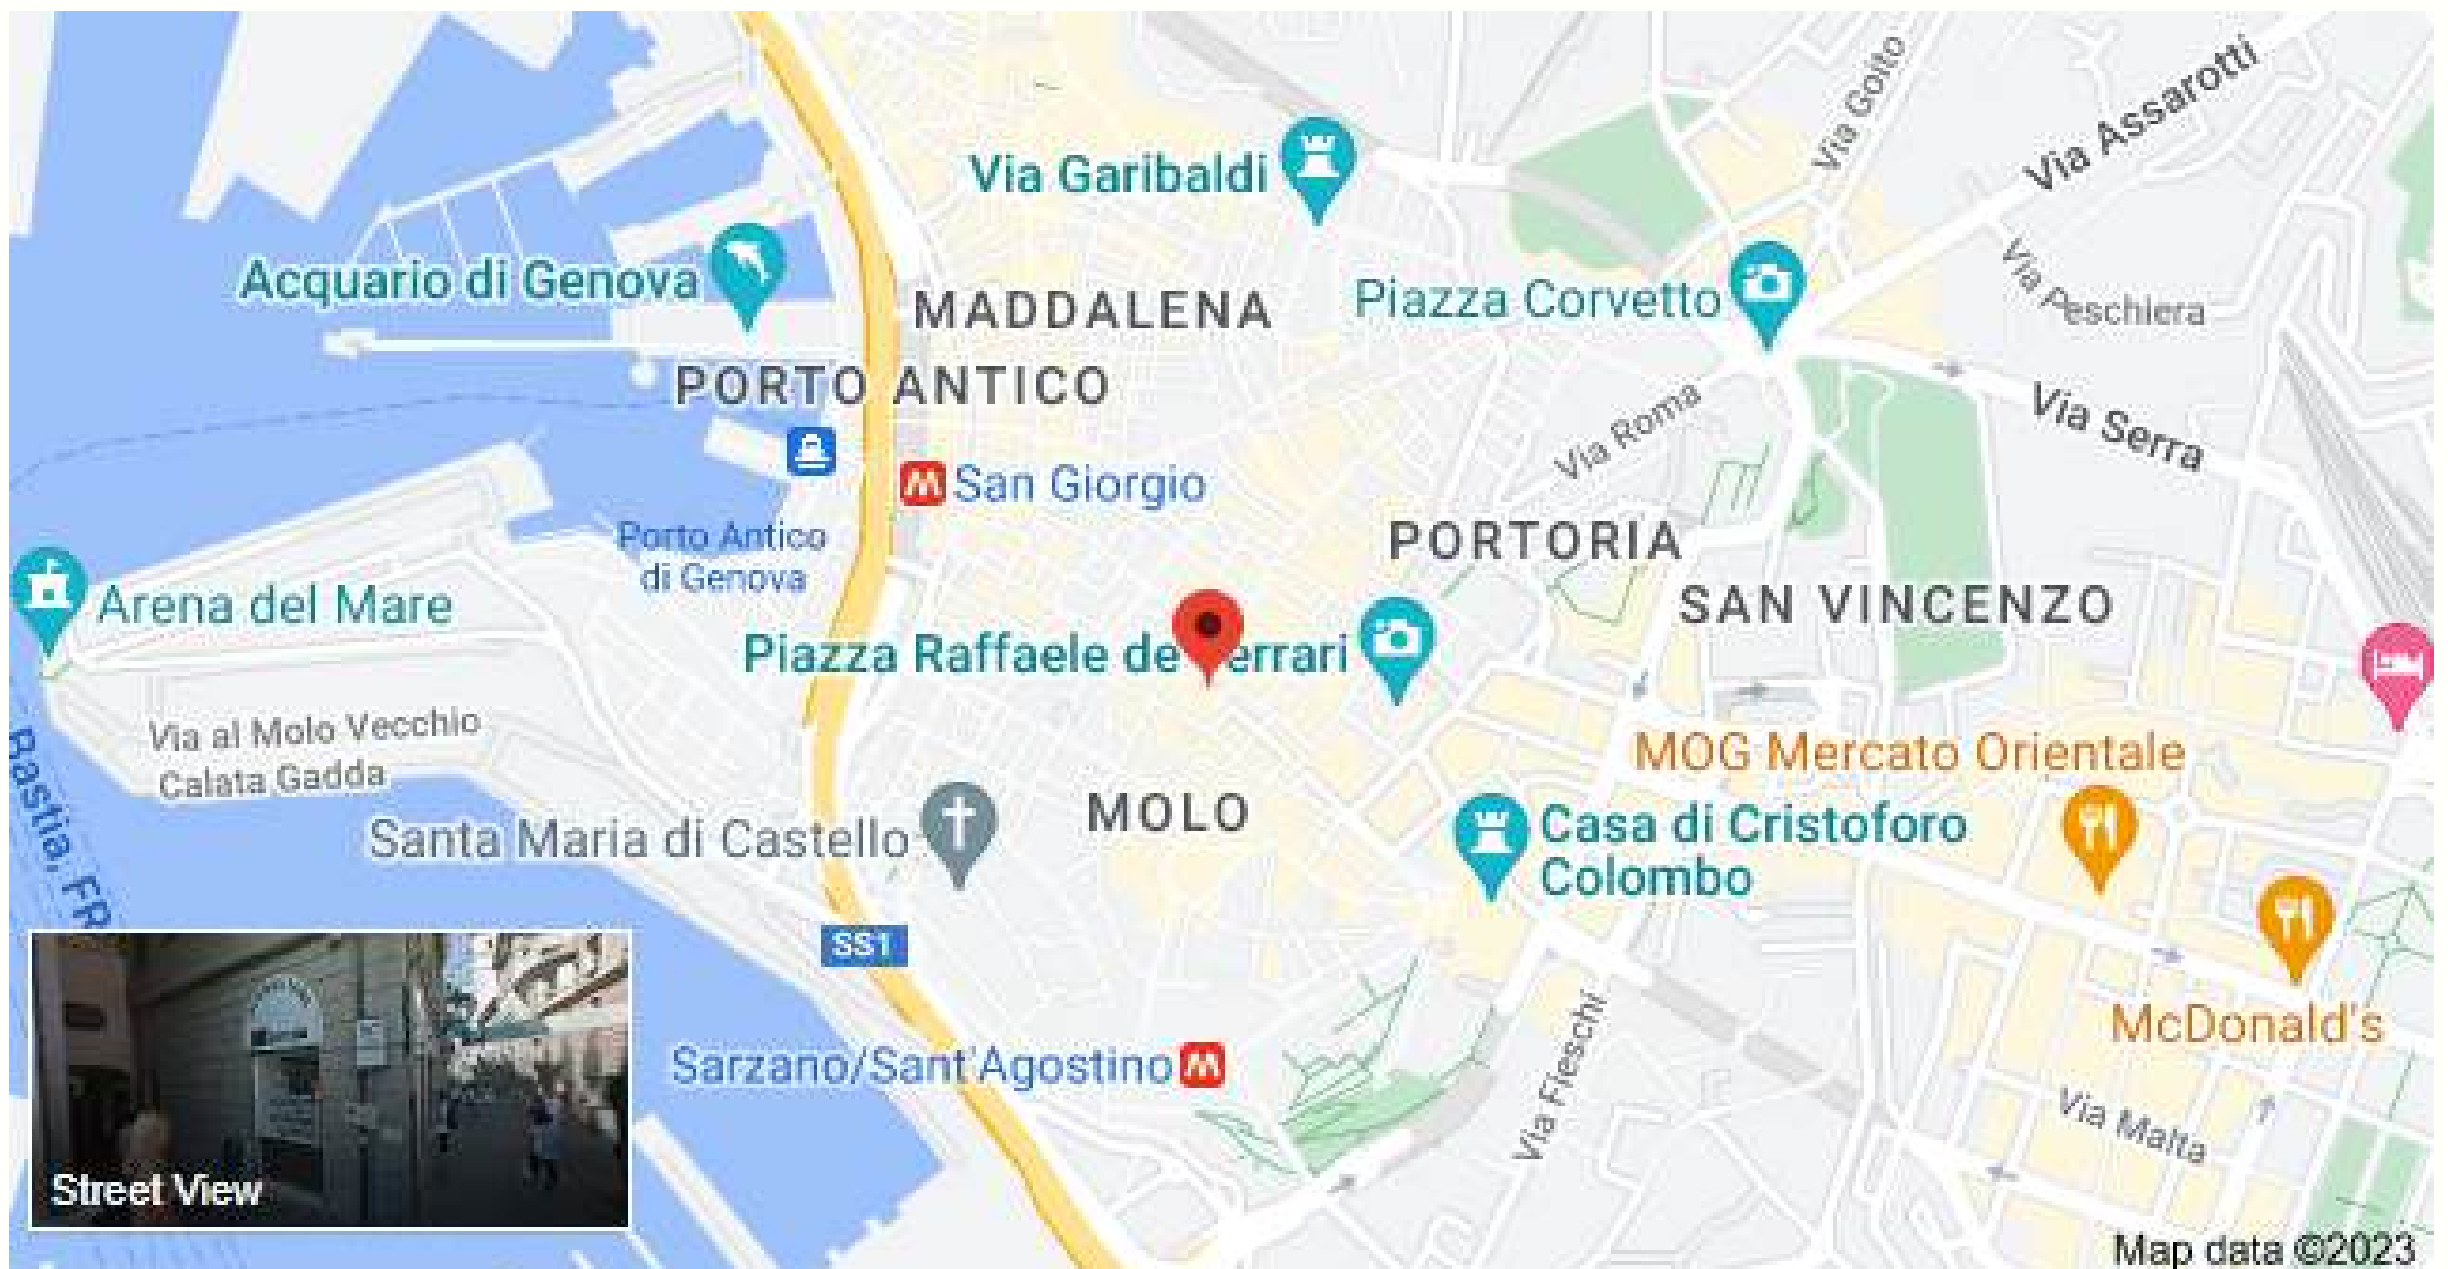 Via Goito
Via Assarotti
Via Garibaldi
Via Peschiera
Acquario di Genova
MADDALENA
Piazza Corvetto
PORTO ANTICO
Via Roma
Via Serra
San Giorgio
PORTORIA
Porto Antico
di Genova
Arena del Mare
SAN VINCENZO
Piazza Raffaele de errari
Via al Molo Vecchio
Calata Gadda
MOG Mercato Orientale
Bastia, FR
Santa Maria di Castello
MOLO
Casa di Cristoforo
Colombo
SS1
McDonald's
Sarzano/Sant'Agostino
Via Fieschi
Via Malta
Street View
Map data ©2023